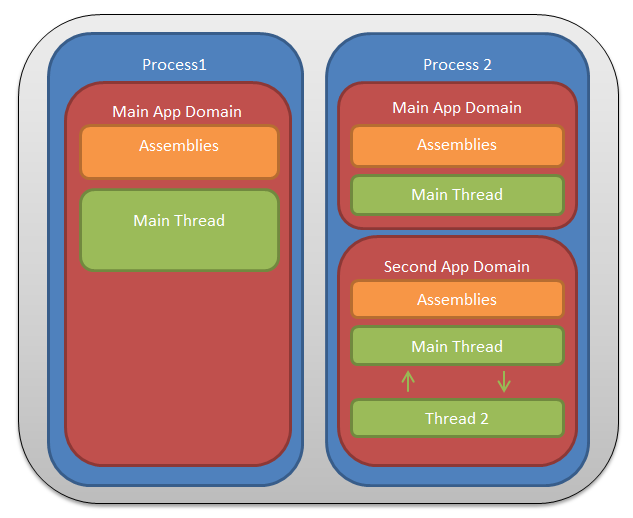 Process1
Main App Domain
Assemblies
Main Thread
Process 2
Main App Domain
Assemblies
Main Thread
Second App Domain
Assemblies
Main Thread
Thread 2